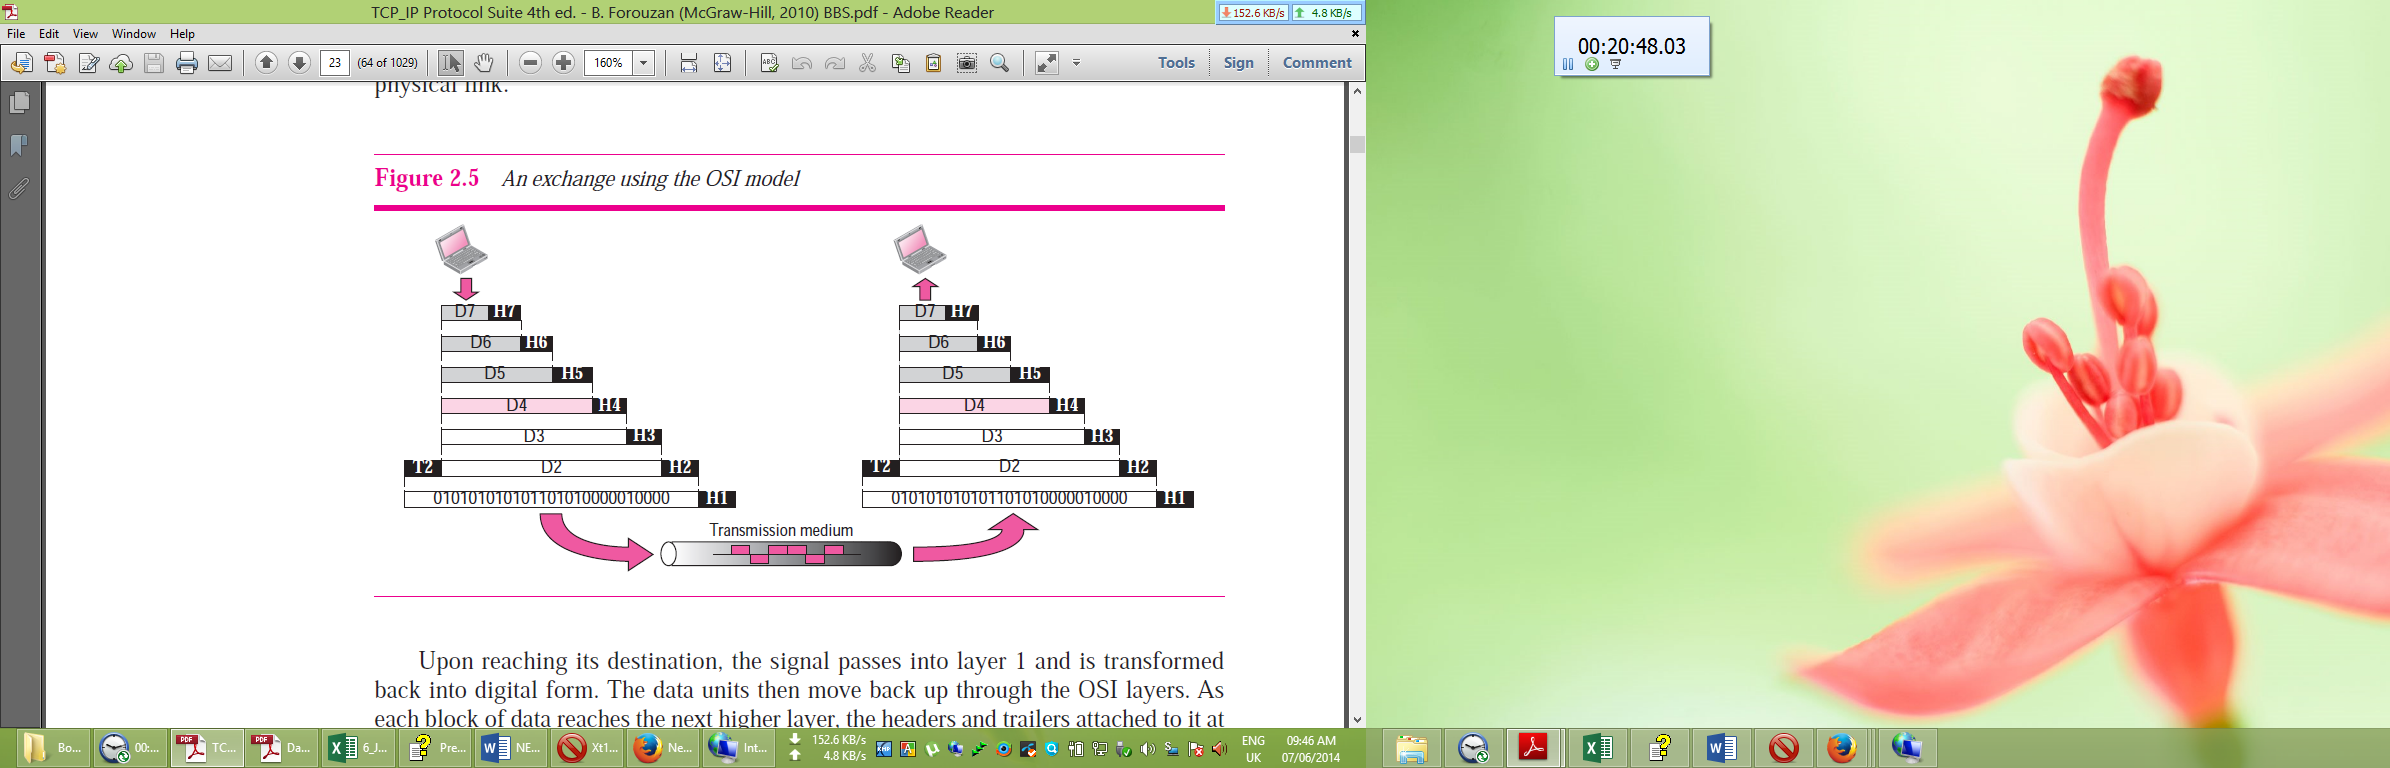 TCP_IP Protocol Suite 4th ed. - B. Forouzan (McGraw-Hill, 2010) BBS.pdf - Adobe Reader
152.6 KB/s
4.8 KB/s
File Edit View Window Help
23 (64 of 1029) 160% Tools Sign Comment
physical link.
Figure 2.5 An exchange using the OSI model
D7 H7
D6 H6
D5 H5
D4 H4
D3 H3
T2 D2 H2
010101010101101010000010000 H1
D7 H7
D6 H6
D5 H5
D4 H4
D3 H3
T2 D2 H2
010101010101101010000010000 H1
Transmission medium
Upon reaching its destination, the signal passes into layer 1 and is transformed
back into digital form. The data units then move back up through the OSI layers. As
each block of data reaches the next higher layer, the headers and trailers attached to it at
00:20:48.03
Bo... 00:... TC... Da... 6_J... Pre... NE... Xt1... Ne... Int...
152.6 KB/s
4.8 KB/s
ENG
UK
09:46 AM
07/06/2014